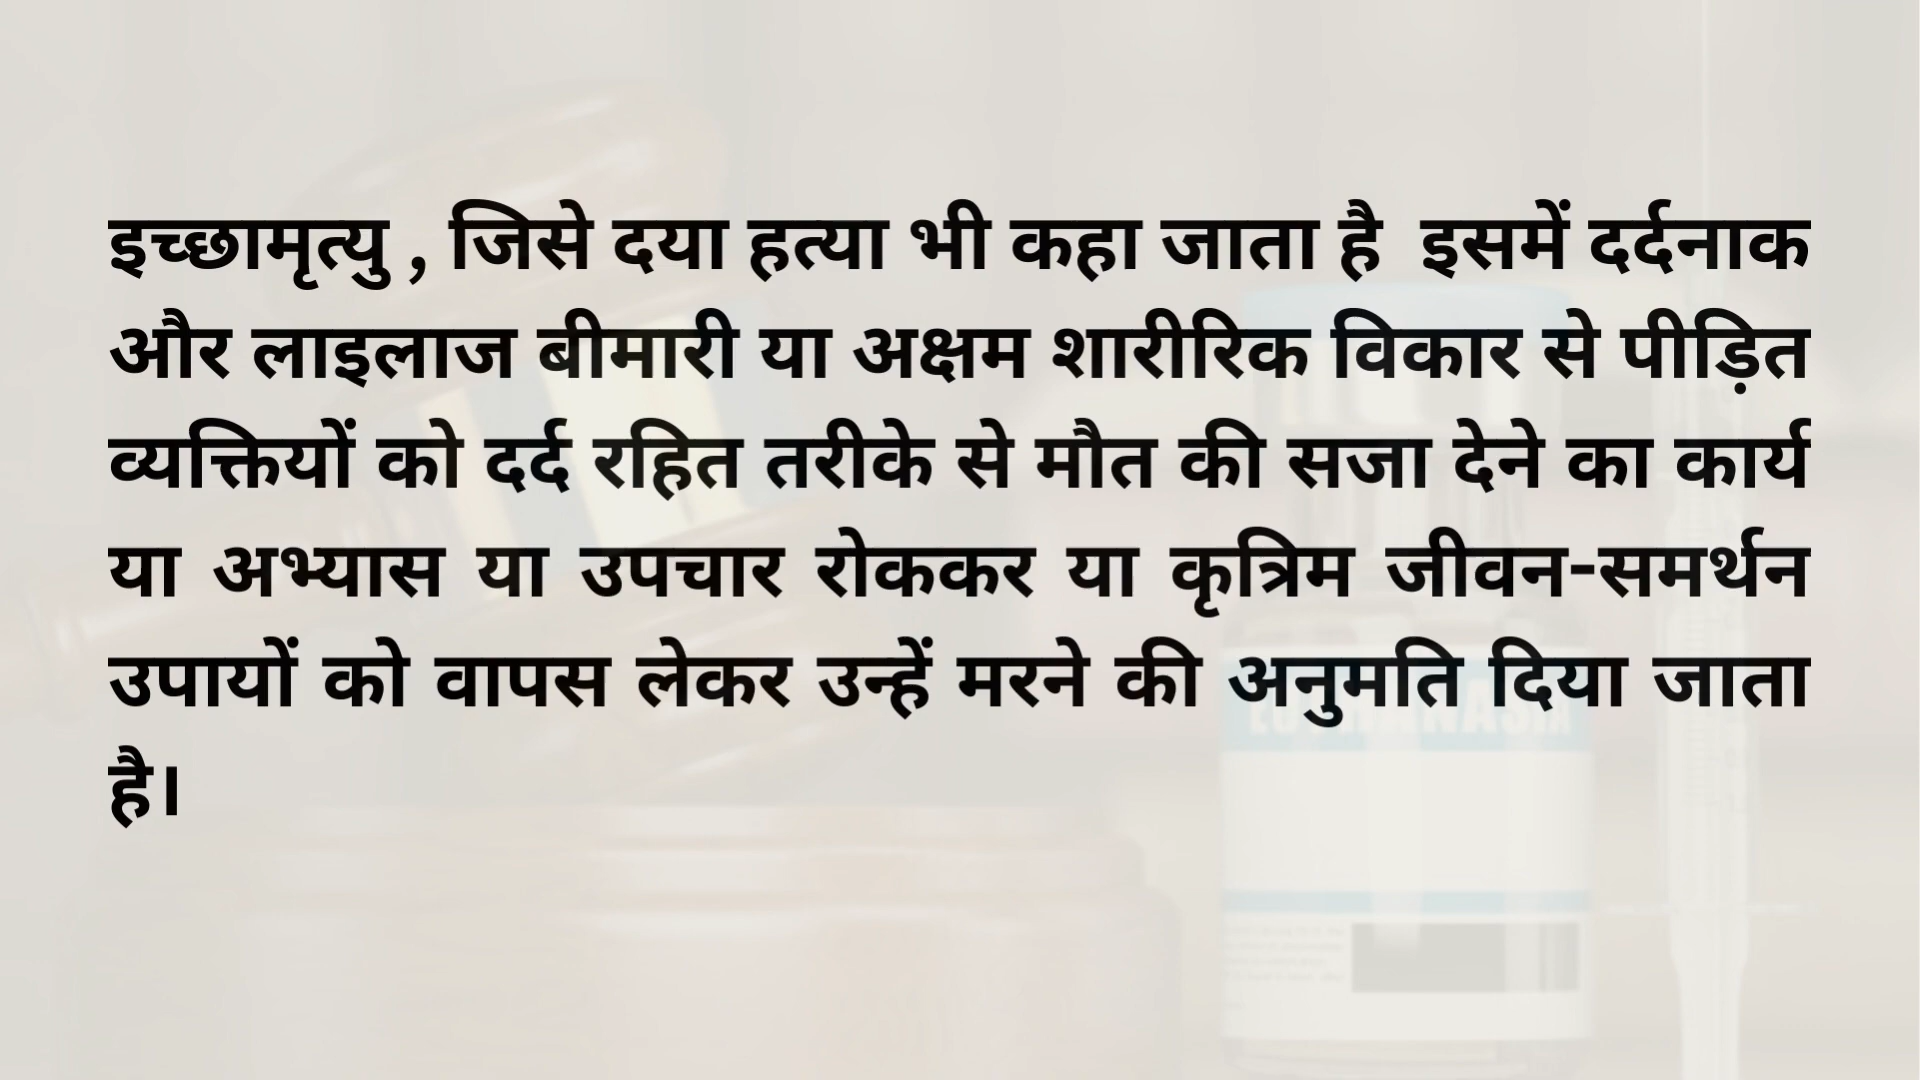 इच्छामृत्यु , जिसे दया हत्या भी कहा जाता है  इसमें दर्दनाक
और लाइलाज बीमारी या अक्षम शारीरिक विकार से पीड़ित
व्यक्तियों को दर्द रहित तरीके से मौत की सजा देने का कार्य
या अभ्यास या उपचार रोककर या कृत्रिम जीवन-समर्थन
उपायों को वापस लेकर उन्हें मरने की अनुमति दिया जाता
है।